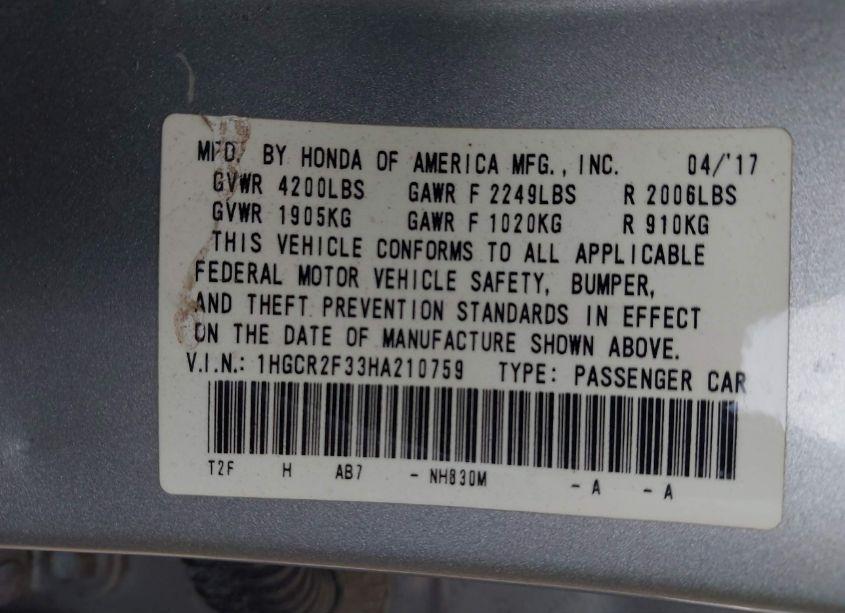 MFD. BY HONDA OF AMERICA MFG., INC. 04/'17
GVWR 4200LBS GAWR F 2249LBS R 2006LBS
GVWR 1905KG GAWR F 1020KG R 910KG
THIS VEHICLE CONFORMS TO ALL APPLICABLE
FEDERAL MOTOR VEHICLE SAFETY, BUMPER,
AND THEFT PREVENTION STANDARDS IN EFFECT
ON THE DATE OF MANUFACTURE SHOWN ABOVE.
V.I.N.: 1HGCR2F33HA210759 TYPE: PASSENGER CAR
T2F H AB7 - NH830M - A - A